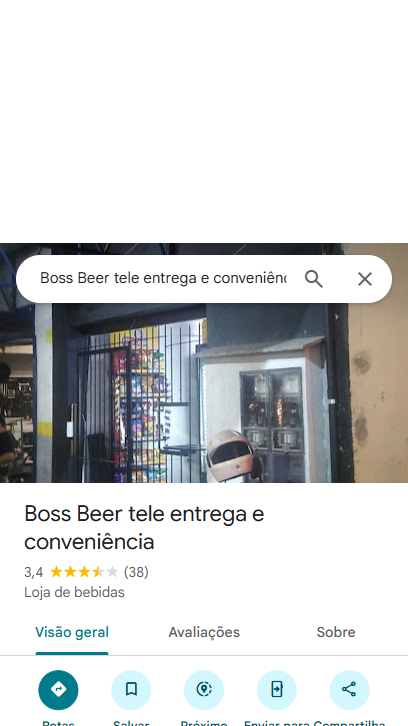 Boss Beer tele entrega e conveniênc
Boss Beer tele entrega e
conveniência
3,4 (38)
Loja de bebidas
Visão geral Avaliações Sobre
Rotas Salvar Próximo Enviar para Compartilha